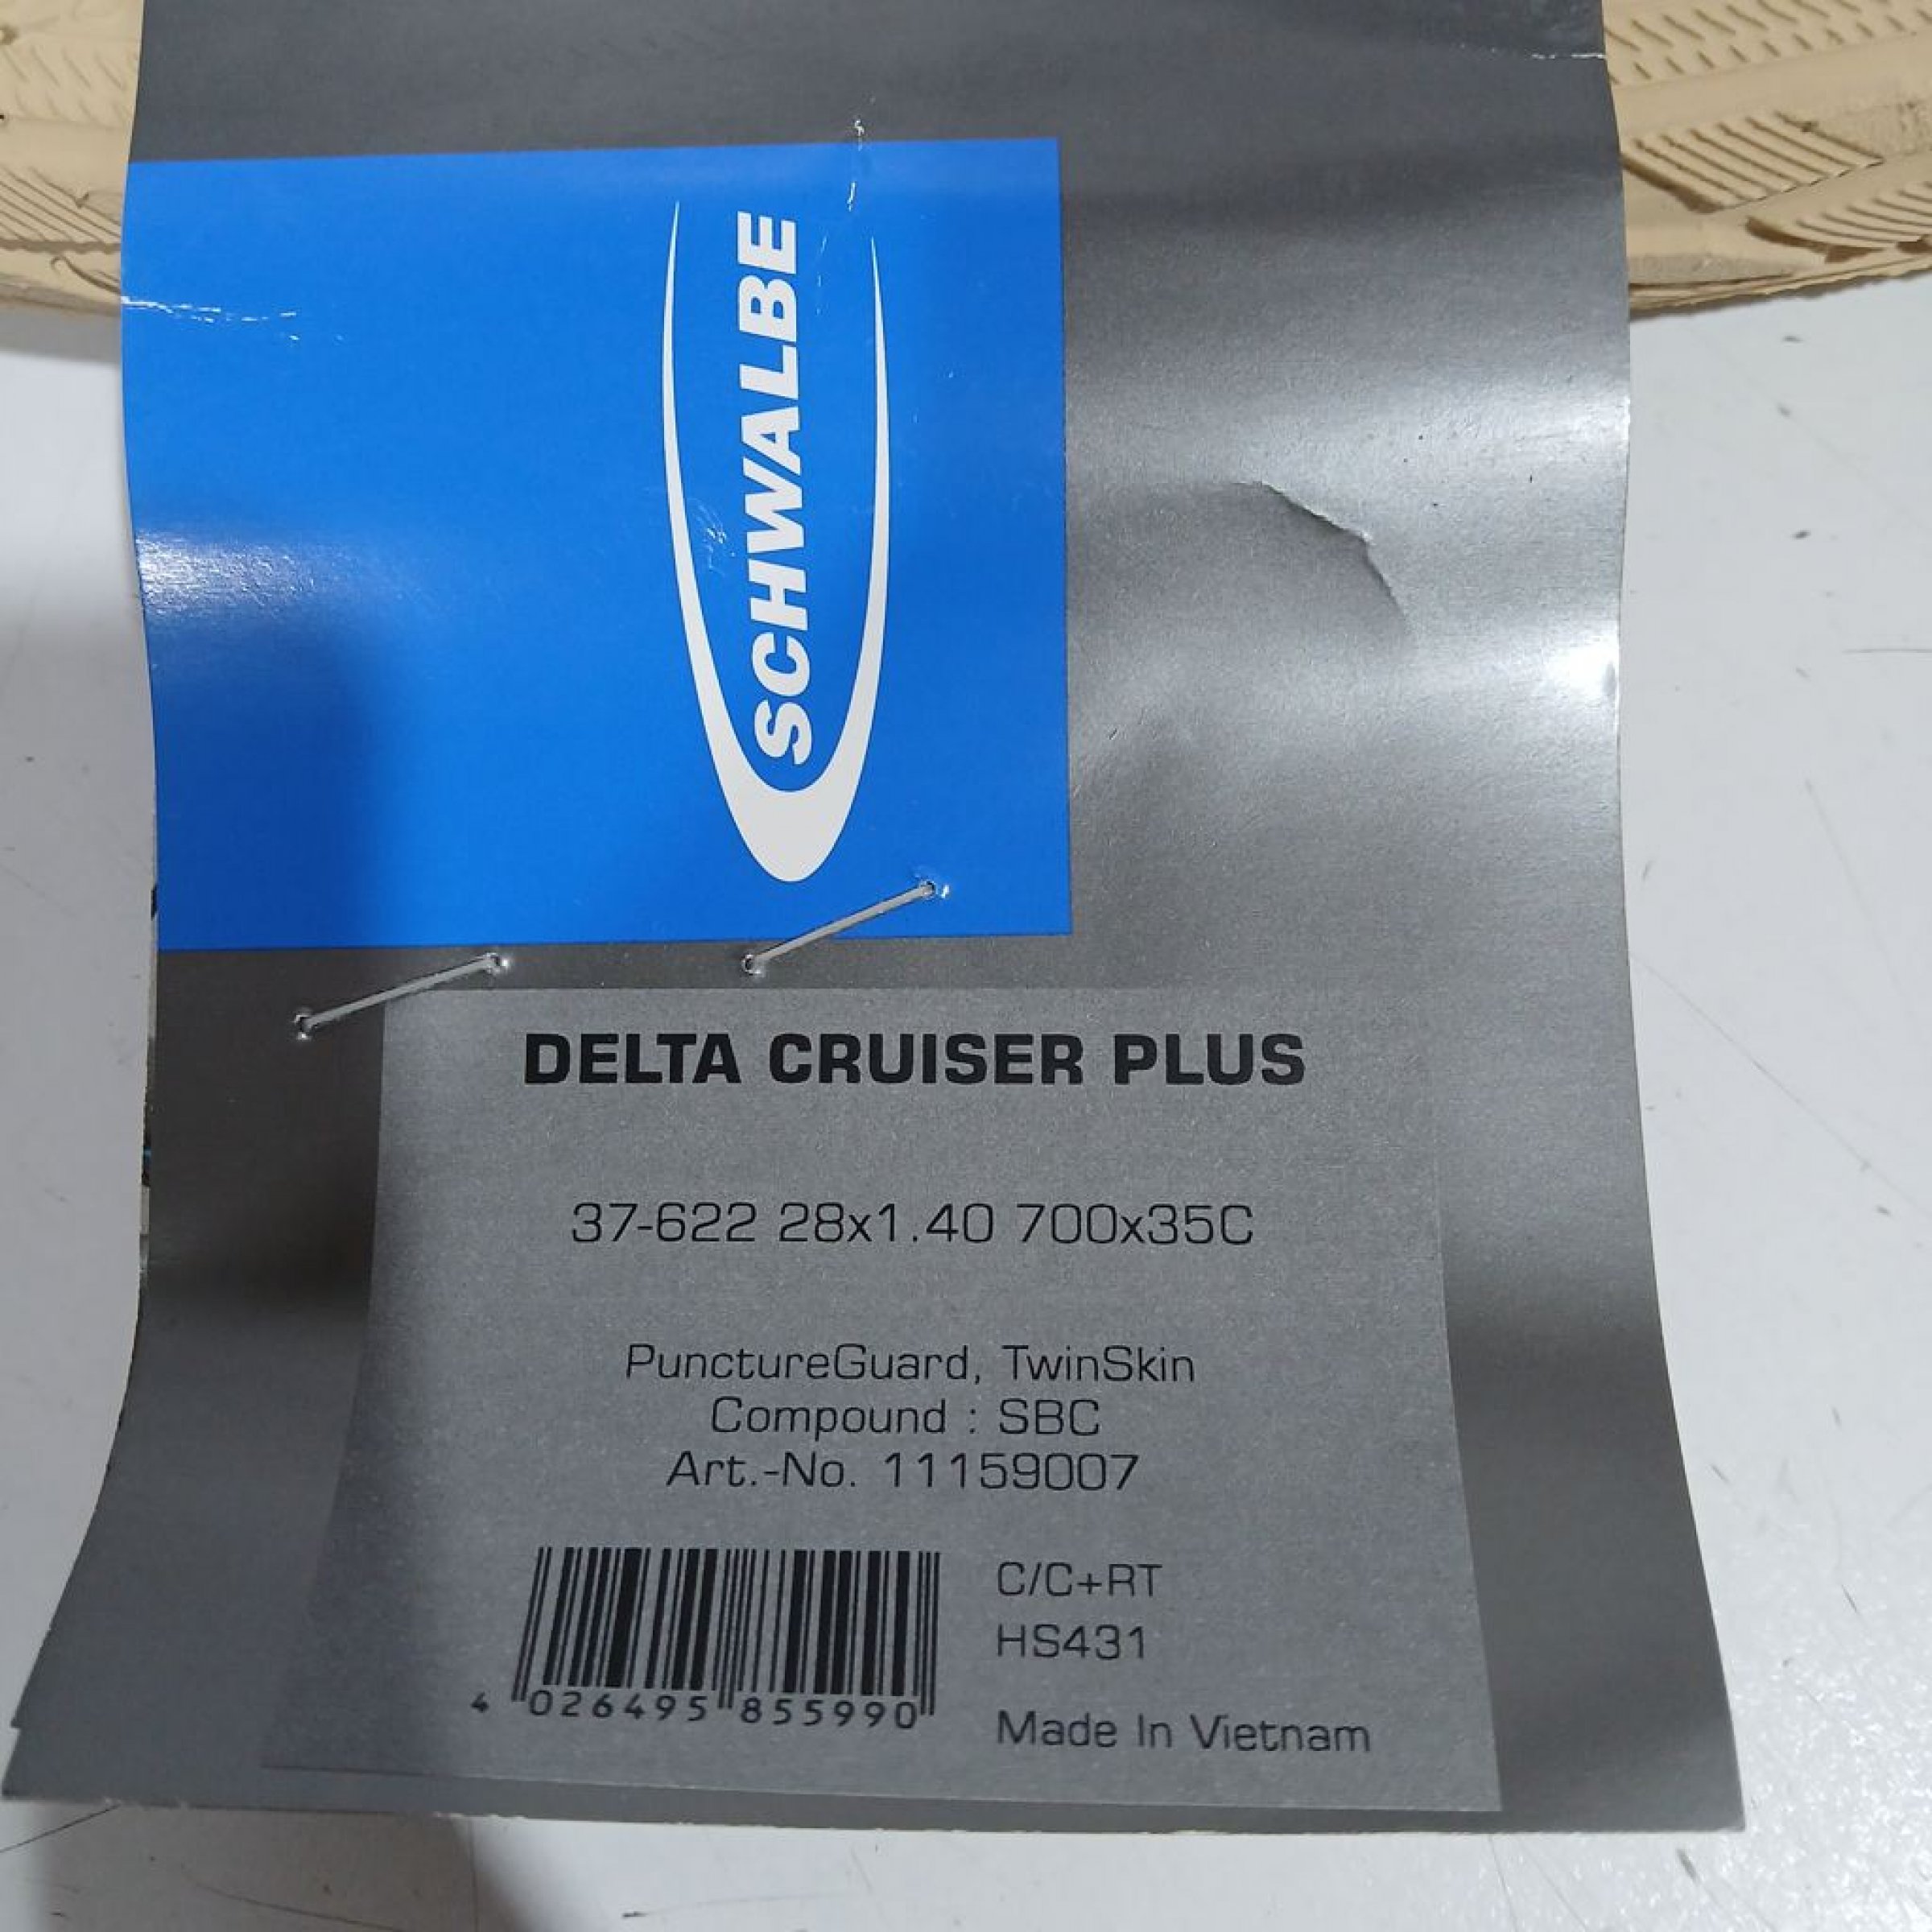 SCHWALBE
DELTA CRUISER PLUS
37-622 28x1.40 700x35C
PunctureGuard, TwinSkin
Compound : SBC
Art.-No. 11159007
C/C+RT
HS431
4 026495 855990
Made In Vietnam